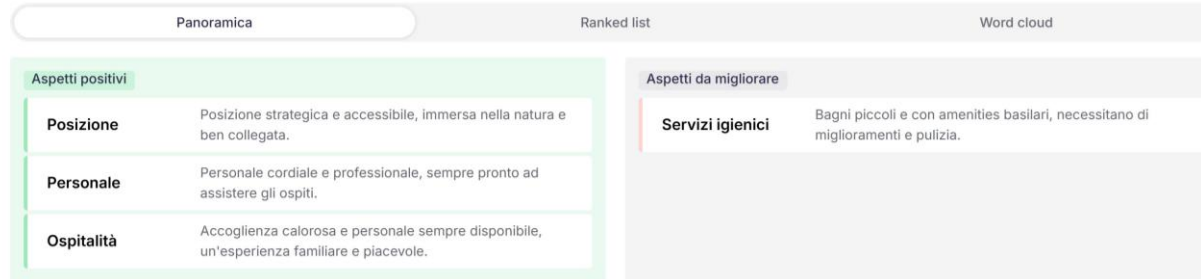 Panoramica
Ranked list
Word cloud
Aspetti positivi
Posizione
Posizione strategica e accessibile, immersa nella natura e
ben collegata.
Personale
Personale cordiale e professionale, sempre pronto ad
assistere gli ospiti.
Ospitalità
Accoglienza calorosa e personale sempre disponibile,
un'esperienza familiare e piacevole.
Aspetti da migliorare
Servizi igienici
Bagni piccoli e con amenities basilari, necessitano di
miglioramenti e pulizia.